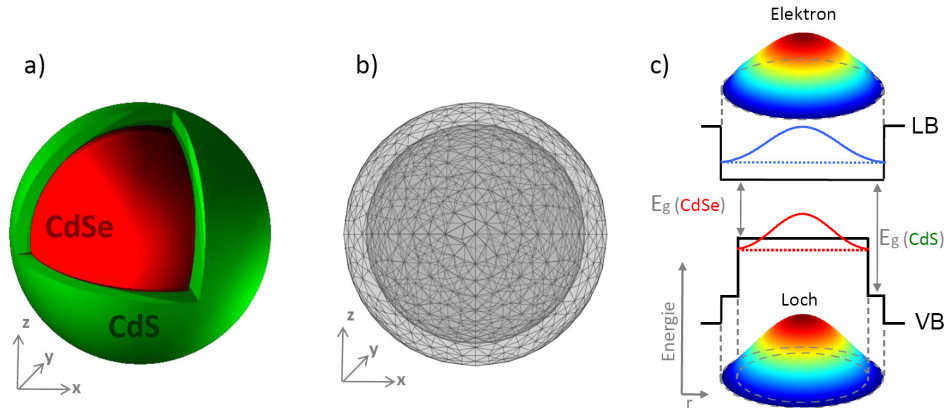 a)
CdSe
CdS
z
y
x
b)
z
y
x
c)
Elektron
LB
Eg (CdSe)
Eg (CdS)
Energie
Loch
VB
r